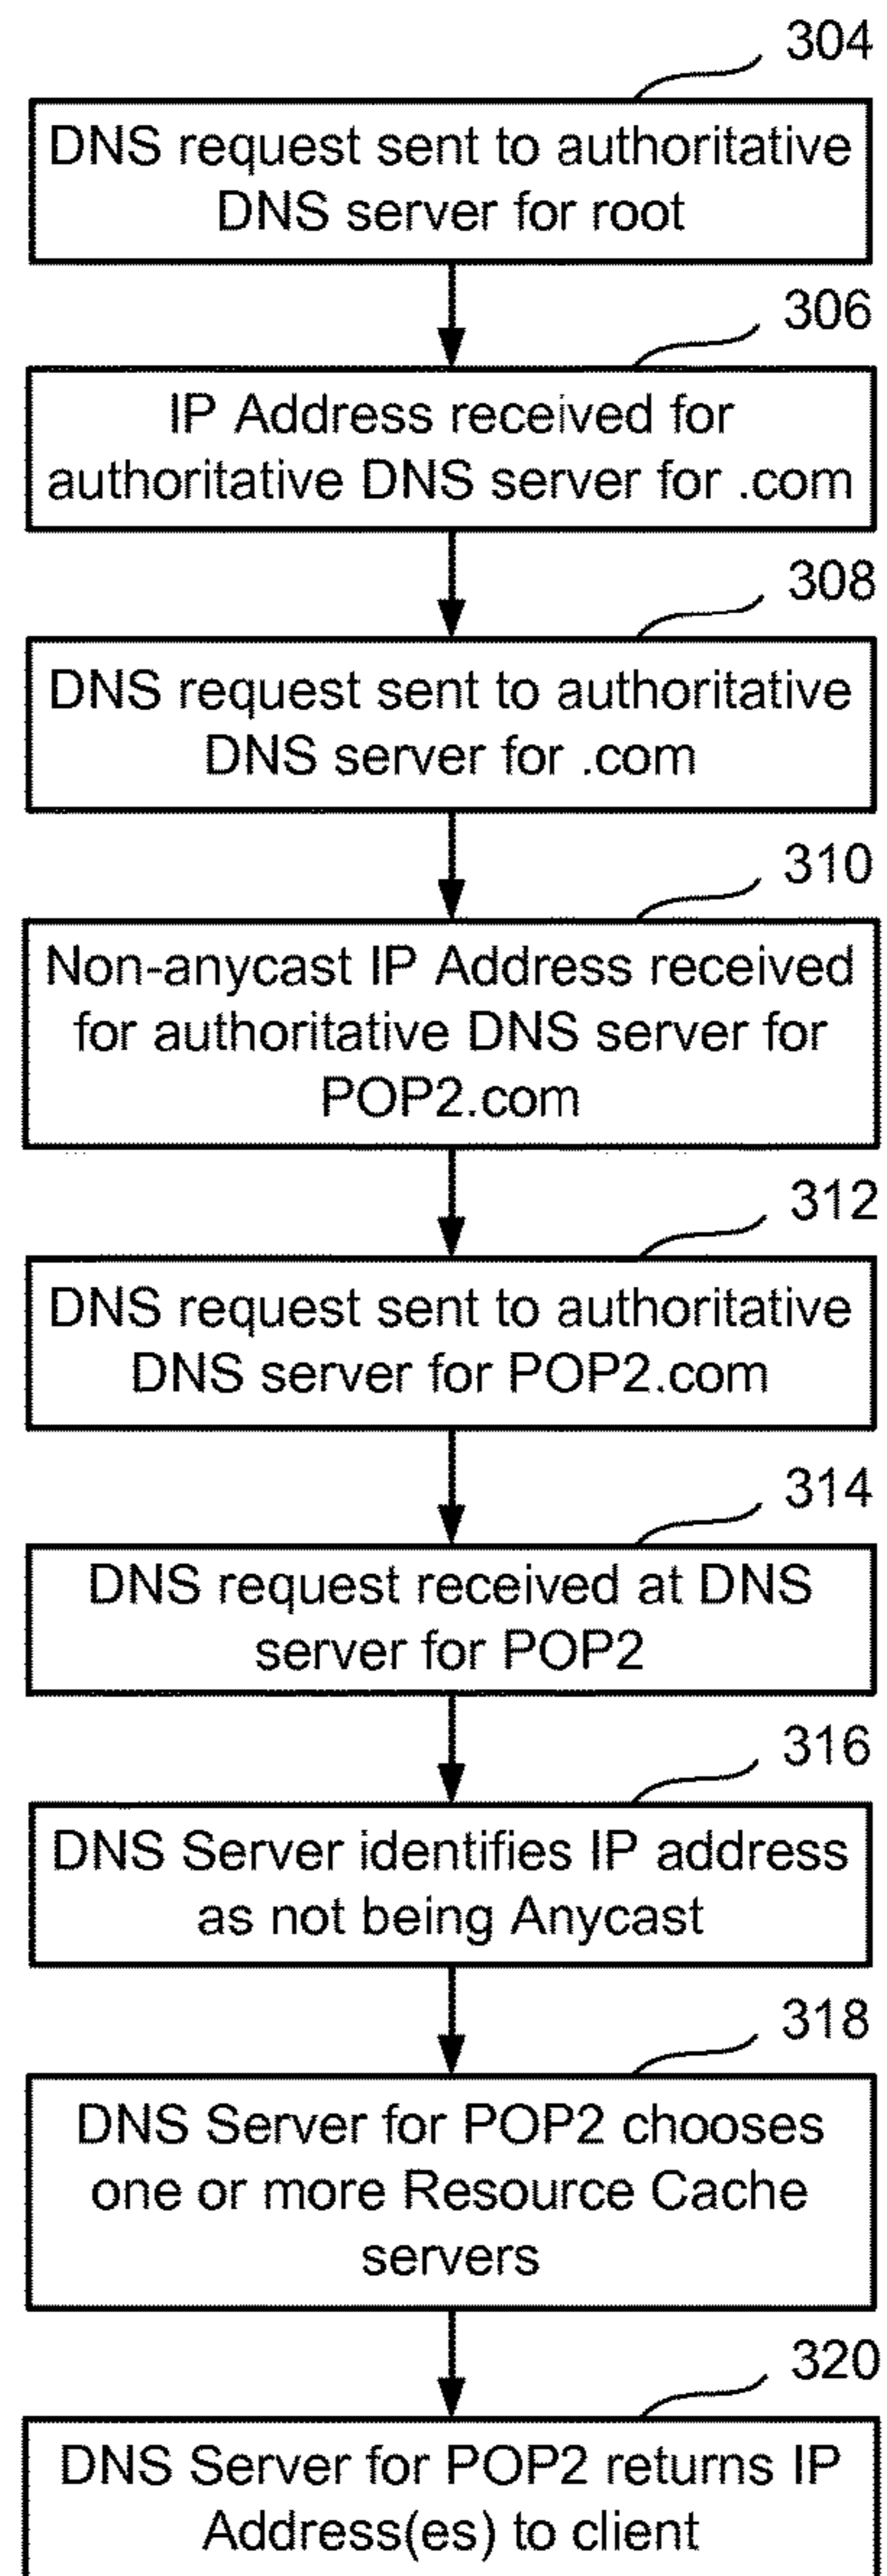 304
DNS request sent to authoritative
DNS server for root
306
IP Address received for
authoritative DNS server for .com
308
DNS request sent to authoritative
DNS server for .com
310
Non-anycast IP Address received
for authoritative DNS server for
POP2.com
312
DNS request sent to authoritative
DNS server for POP2.com
314
DNS request received at DNS
server for POP2
316
DNS Server identifies IP address
as not being Anycast
318
DNS Server for POP2 chooses
one or more Resource Cache
servers
320
DNS Server for POP2 returns IP
Address(es) to client